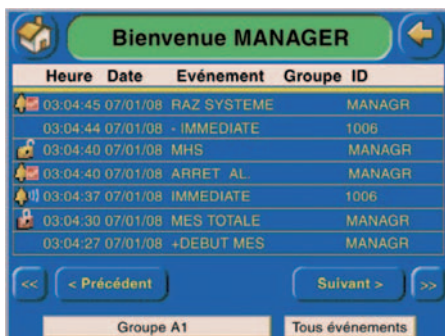 Bienvenue MANAGER
Heure Date Evénement Groupe ID
03:04:45 07/01/08 RAZ SYSTEME MANAGR
03:04:44 07/01/08 - IMMEDIATE 1006
03:04:40 07/01/08 MHS MANAGR
03:04:40 07/01/08 ARRET AL. MANAGR
03:04:37 07/01/08 IMMEDIATE 1006
03:04:30 07/01/08 MES TOTALE MANAGR
03:04:27 07/01/08 +DEBUT MES MANAGR
<< < Précédent Suivant > >>
Groupe A1 Tous événements